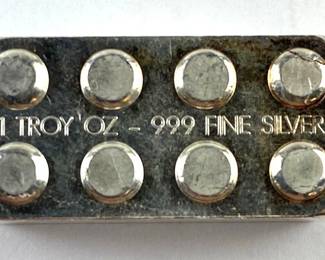 1 TROY OZ - 999 FINE SILVER